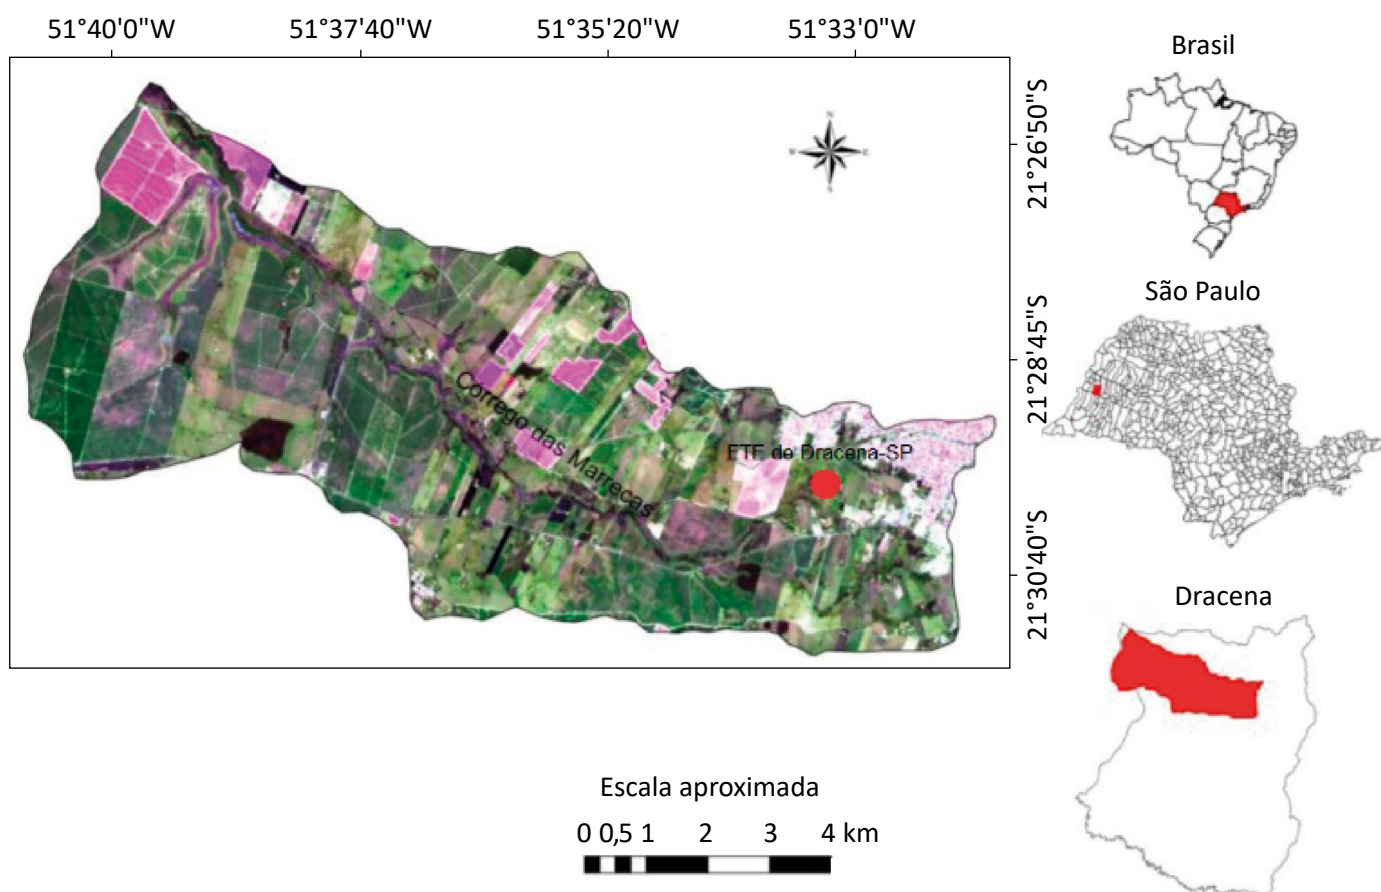 51°40'0"W 51°37'40"W 51°35'20"W 51°33'0"W
Brasil
21°26'50"S
São Paulo
21°28'45"S
Corrego das Marrecas
ETE de Dracena-SP
21°30'40"S
Dracena
N
W
E
S
Escala aproximada
0 0,5 1 2 3 4 km